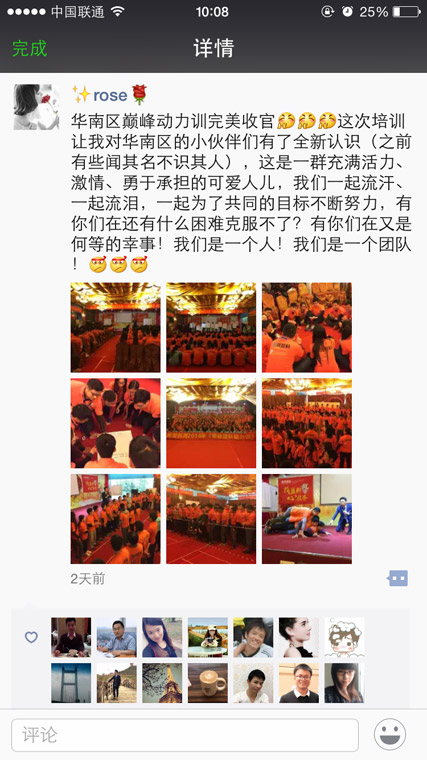 中国联通
10:08
25%
完成
详情
rose
华南区巅峰动力训完美收官这次培训
让我对华南区的小伙伴们有了全新认识（之前
有些闻其名不识其人），这是一群充满活力、
激情、勇于承担的可爱人儿，我们一起流汗、
一起流泪，一起为了共同的目标不断努力，有
你们在还有什么困难克服不了？有你们在又是
何等的幸事！我们是一个人！我们是一个团队
！
2天前
评论